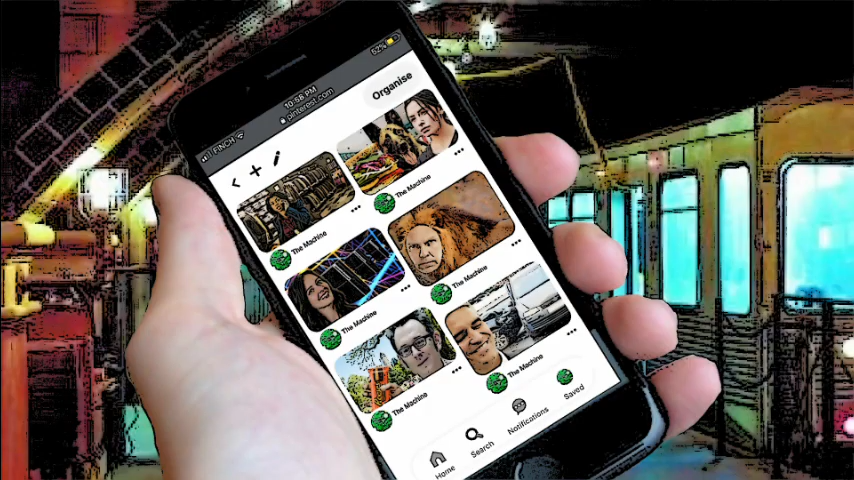 FINCH
10:58 PM
52%
pinterest.com
Organise
The Machine
The Machine
The Machine
The Machine
The Machine
The Machine
Home
Search
Notifications
Saved